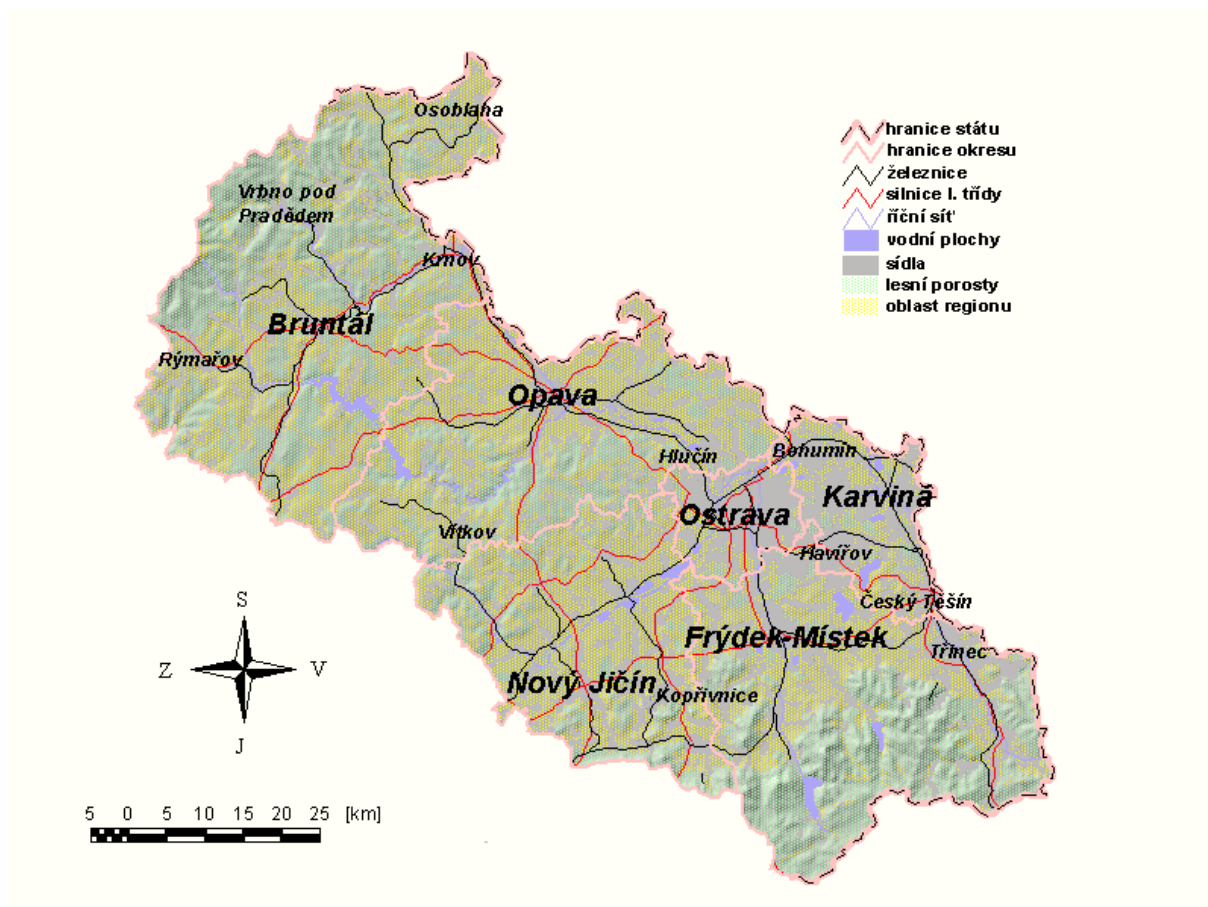 Osoblaha
Vrbno pod
Pradědem
Krnov
Bruntál
Rýmařov
Opava
Hlučín
Bohumín
Karviná
Ostrava
Vítkov
Havířov
Český Těšín
Frýdek-Místek
Třinec
Nový Jičín
Kopřivnice
hranice státu
hranice okresu
železnice
silnice I. třídy
říční síť
vodní plochy
sídla
lesní porosty
oblast regionu
S
Z V
J
5 0 5 10 15 20 25 [km]